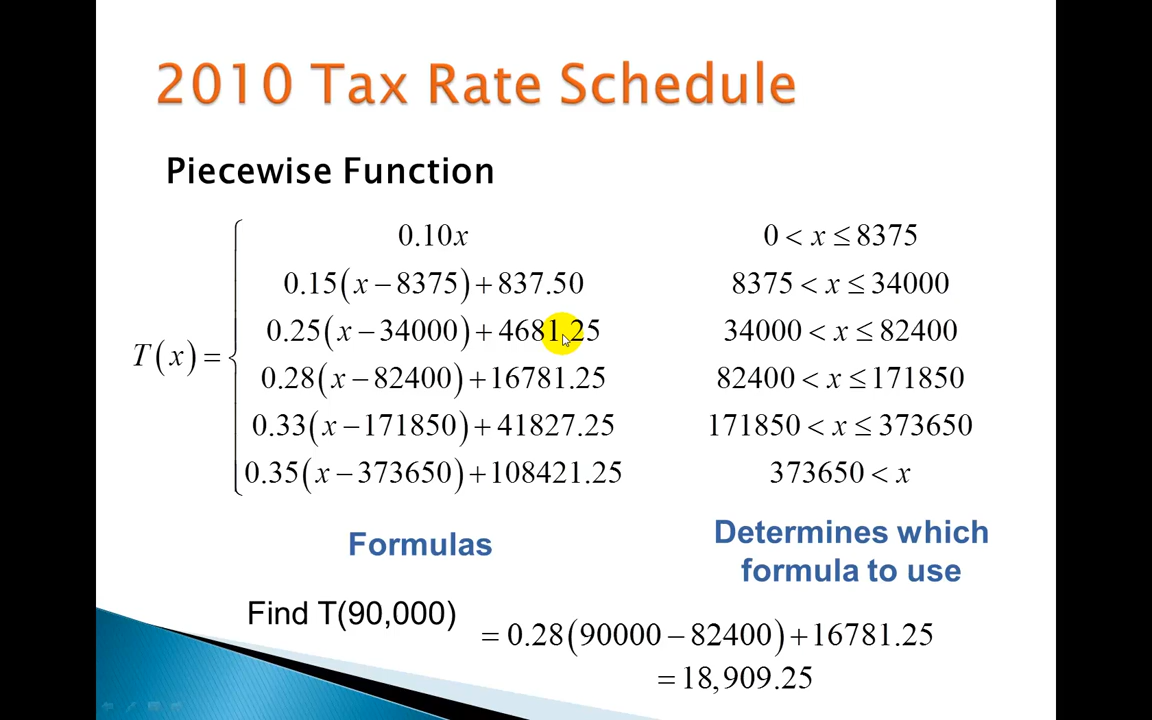 2010 Tax Rate Schedule
Piecewise Function
T(x) =
0.10x 0 < x ≤ 8375
0.15(x − 8375) + 837.50 8375 < x ≤ 34000
0.25(x − 34000) + 4681.25 34000 < x ≤ 82400
0.28(x − 82400) + 16781.25 82400 < x ≤ 171850
0.33(x − 171850) + 41827.25 171850 < x ≤ 373650
0.35(x − 373650) + 108421.25 373650 < x
Formulas
Determines which
formula to use
Find T(90,000)
= 0.28(90000 − 82400) + 16781.25
= 18,909.25